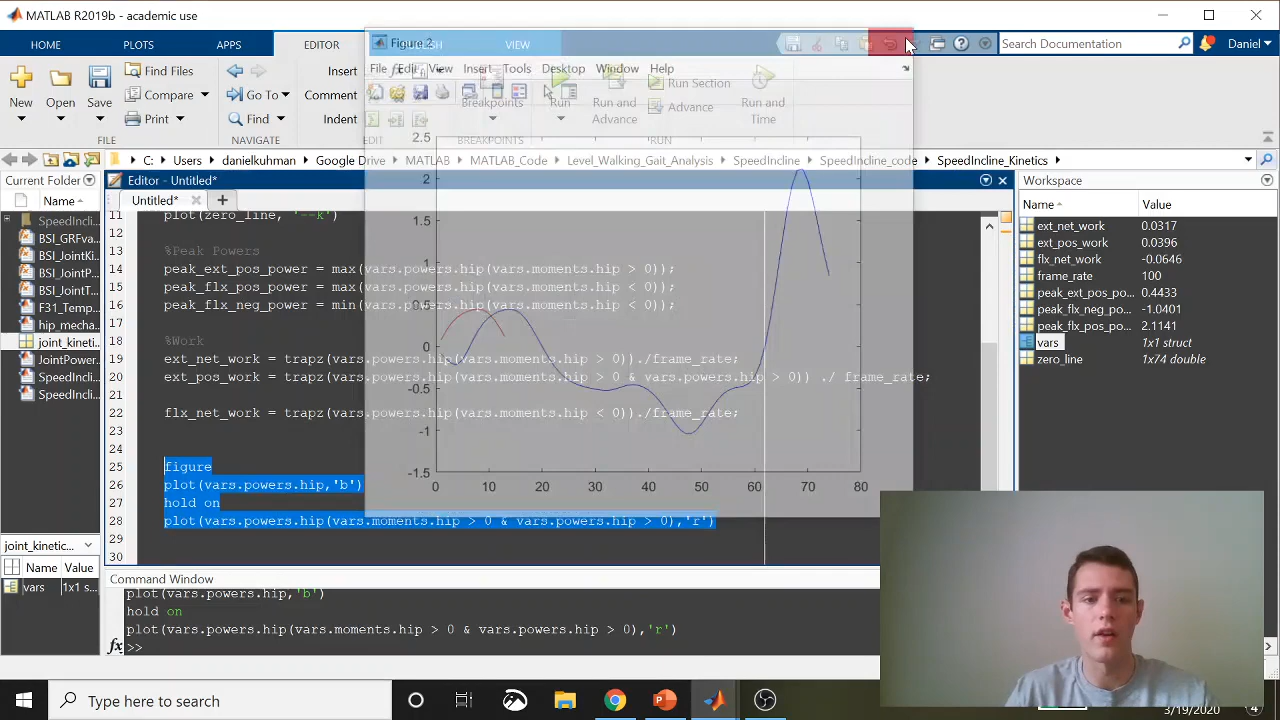 MATLAB R2019b - academic use
HOME PLOTS APPS EDITOR PUBLISH VIEW
Search Documentation
Daniel
Figure 2
File Edit View Insert Tools Desktop Window Help
New Open Save
Find Files
Compare
Print
Go To
Find
Insert
Comment
Indent
Breakpoints
Run
Run and Advance
Run Section
Advance
Run and Time
FILE NAVIGATE EDIT BREAKPOINTS RUN
C: Users danielkuhman Google Drive MATLAB MATLAB_Code Level_Walking_Gait_Analysis SpeedIncline SpeedIncline_code SpeedIncline_Kinetics
Current Folder
Name
SpeedIncl...
BSI_GRFva...
BSI_JointKi...
BSI_JointP...
BSI_JointT...
F31_Temp...
hip_mecha...
joint_kineti...
JointPower...
SpeedIncl...
SpeedIncl...
joint_kinetic...
Name Value
vars 1x1 s...
Editor - Untitled*
Untitled*
11 plot(zero_line, '--k')
12
13 %Peak Powers
14 peak_ext_pos_power = max(vars.powers.hip(vars.moments.hip > 0));
15 peak_flx_pos_power = max(vars.powers.hip(vars.moments.hip < 0));
16 peak_flx_neg_power = min(vars.powers.hip(vars.moments.hip < 0));
17
18 %Work
19 ext_net_work = trapz(vars.powers.hip(vars.moments.hip > 0))./frame_rate;
20 ext_pos_work = trapz(vars.powers.hip(vars.moments.hip > 0 & vars.powers.hip > 0)) ./ frame_rate;
21
22 flx_net_work = trapz(vars.powers.hip(vars.moments.hip < 0))./frame_rate;
23
24
25 figure
26 plot(vars.powers.hip,'b')
27 hold on
28 plot(vars.powers.hip(vars.moments.hip > 0 & vars.powers.hip > 0),'r')
29
30
2.5
2
1.5
1
0.5
0
-0.5
-1
-1.5
0 10 20 30 40 50 60 70 80
Command Window
plot(vars.powers.hip,'b')
hold on
plot(vars.powers.hip(vars.moments.hip > 0 & vars.powers.hip > 0),'r')
fx >>
Workspace
Name Value
ext_net_work 0.0317
ext_pos_work 0.0396
flx_net_work -0.0646
frame_rate 100
peak_ext_pos_po... 0.4433
peak_flx_neg_po... -1.0401
peak_flx_pos_po... 2.1141
vars 1x1 struct
zero_line 1x74 double
Type here to search
3/19/2020